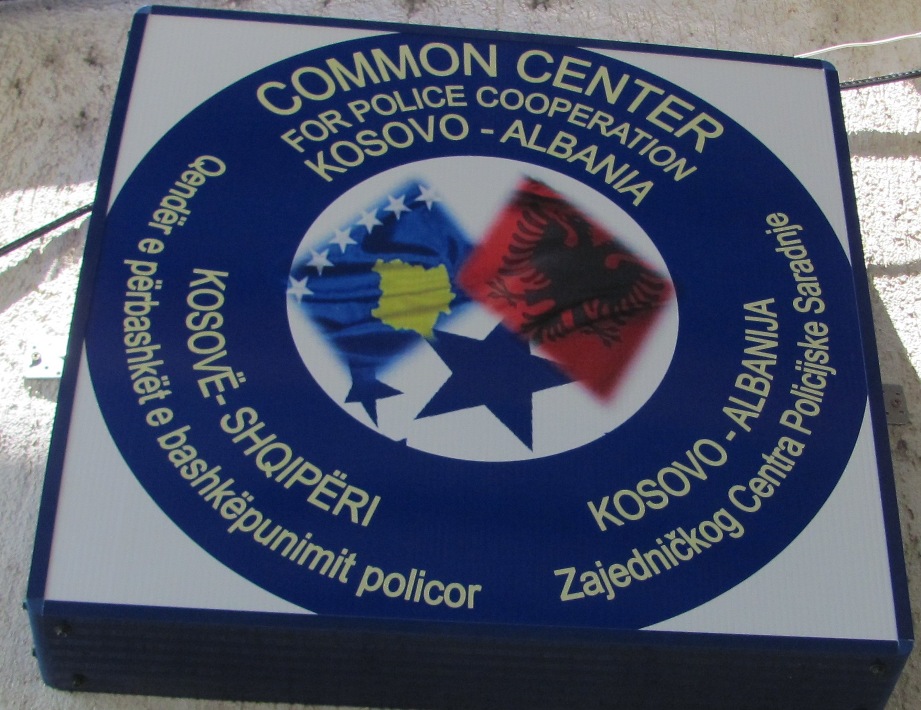 COMMON CENTER
FOR POLICE COOPERATION
KOSOVO - ALBANIA
Qendër e përbashkët e bashkëpunimit policor
KOSOVË- SHQIPËRI
KOSOVO - ALBANIJA
Zajedničkog Centra Policijske Saradnje